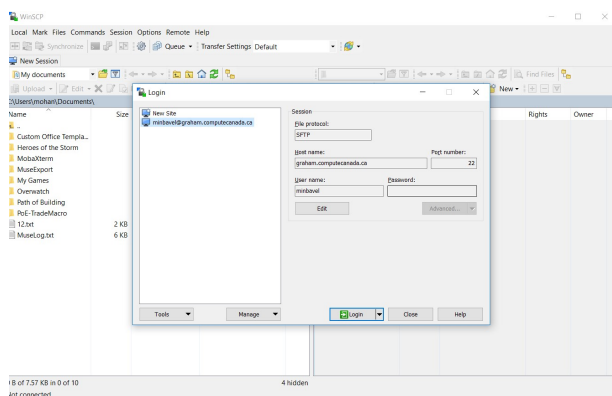 WinSCP
Local Mark Files Commands Session Options Remote Help
Synchronize Queue Transfer Settings Default
New Session
My documents Find Files
Upload Edit New
C:\Users\mohan\Documents\
Name Size Rights Owner
..
Custom Office Templa...
Heroes of the Storm
MobaXterm
MuseExport
My Games
Overwatch
Path of Building
PoE-TradeMacro
12.txt 2 KB
MuseLog.txt 6 KB
Login
New Site
minbavel@graham.computecanada.ca
Session
File protocol:
SFTP
Host name: Port number:
graham.computecanada.ca 22
User name: Password:
minbavel
Edit Advanced...
Tools Manage Login Close Help
B of 7.57 KB in 0 of 10 4 hidden
Not connected.